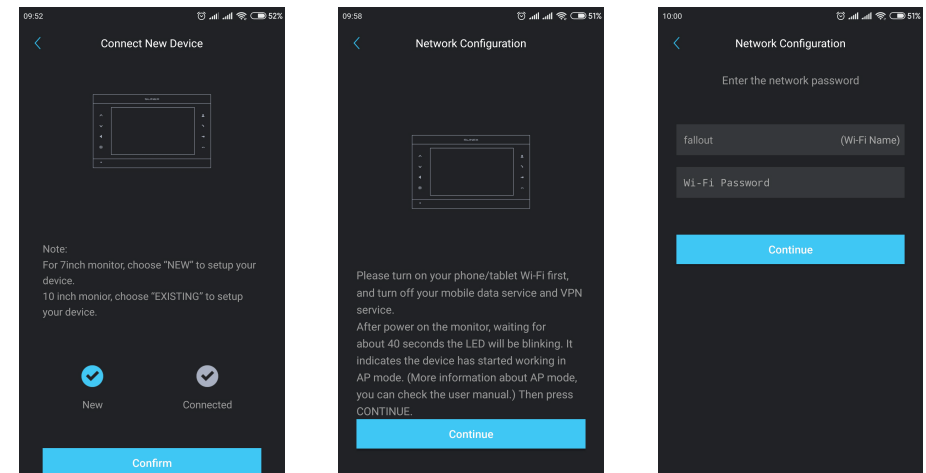 09:52
52%
Connect New Device
Note:
For 7inch monitor, choose “NEW” to setup your
device.
10 inch monior, choose “EXISTING” to setup
your device.
New
Connected
Confirm
09:58
51%
Network Configuration
Please turn on your phone/tablet Wi-Fi first,
and turn off your mobile data service and VPN
service.
After power on the monitor, waiting for
about 40 seconds the LED will be blinking. It
indicates the device has started working in
AP mode. (More information about AP mode,
you can check the user manual.) Then press
CONTINUE.
Continue
10:00
51%
Network Configuration
Enter the network password
fallout (Wi-Fi Name)
Wi-Fi Password
Continue